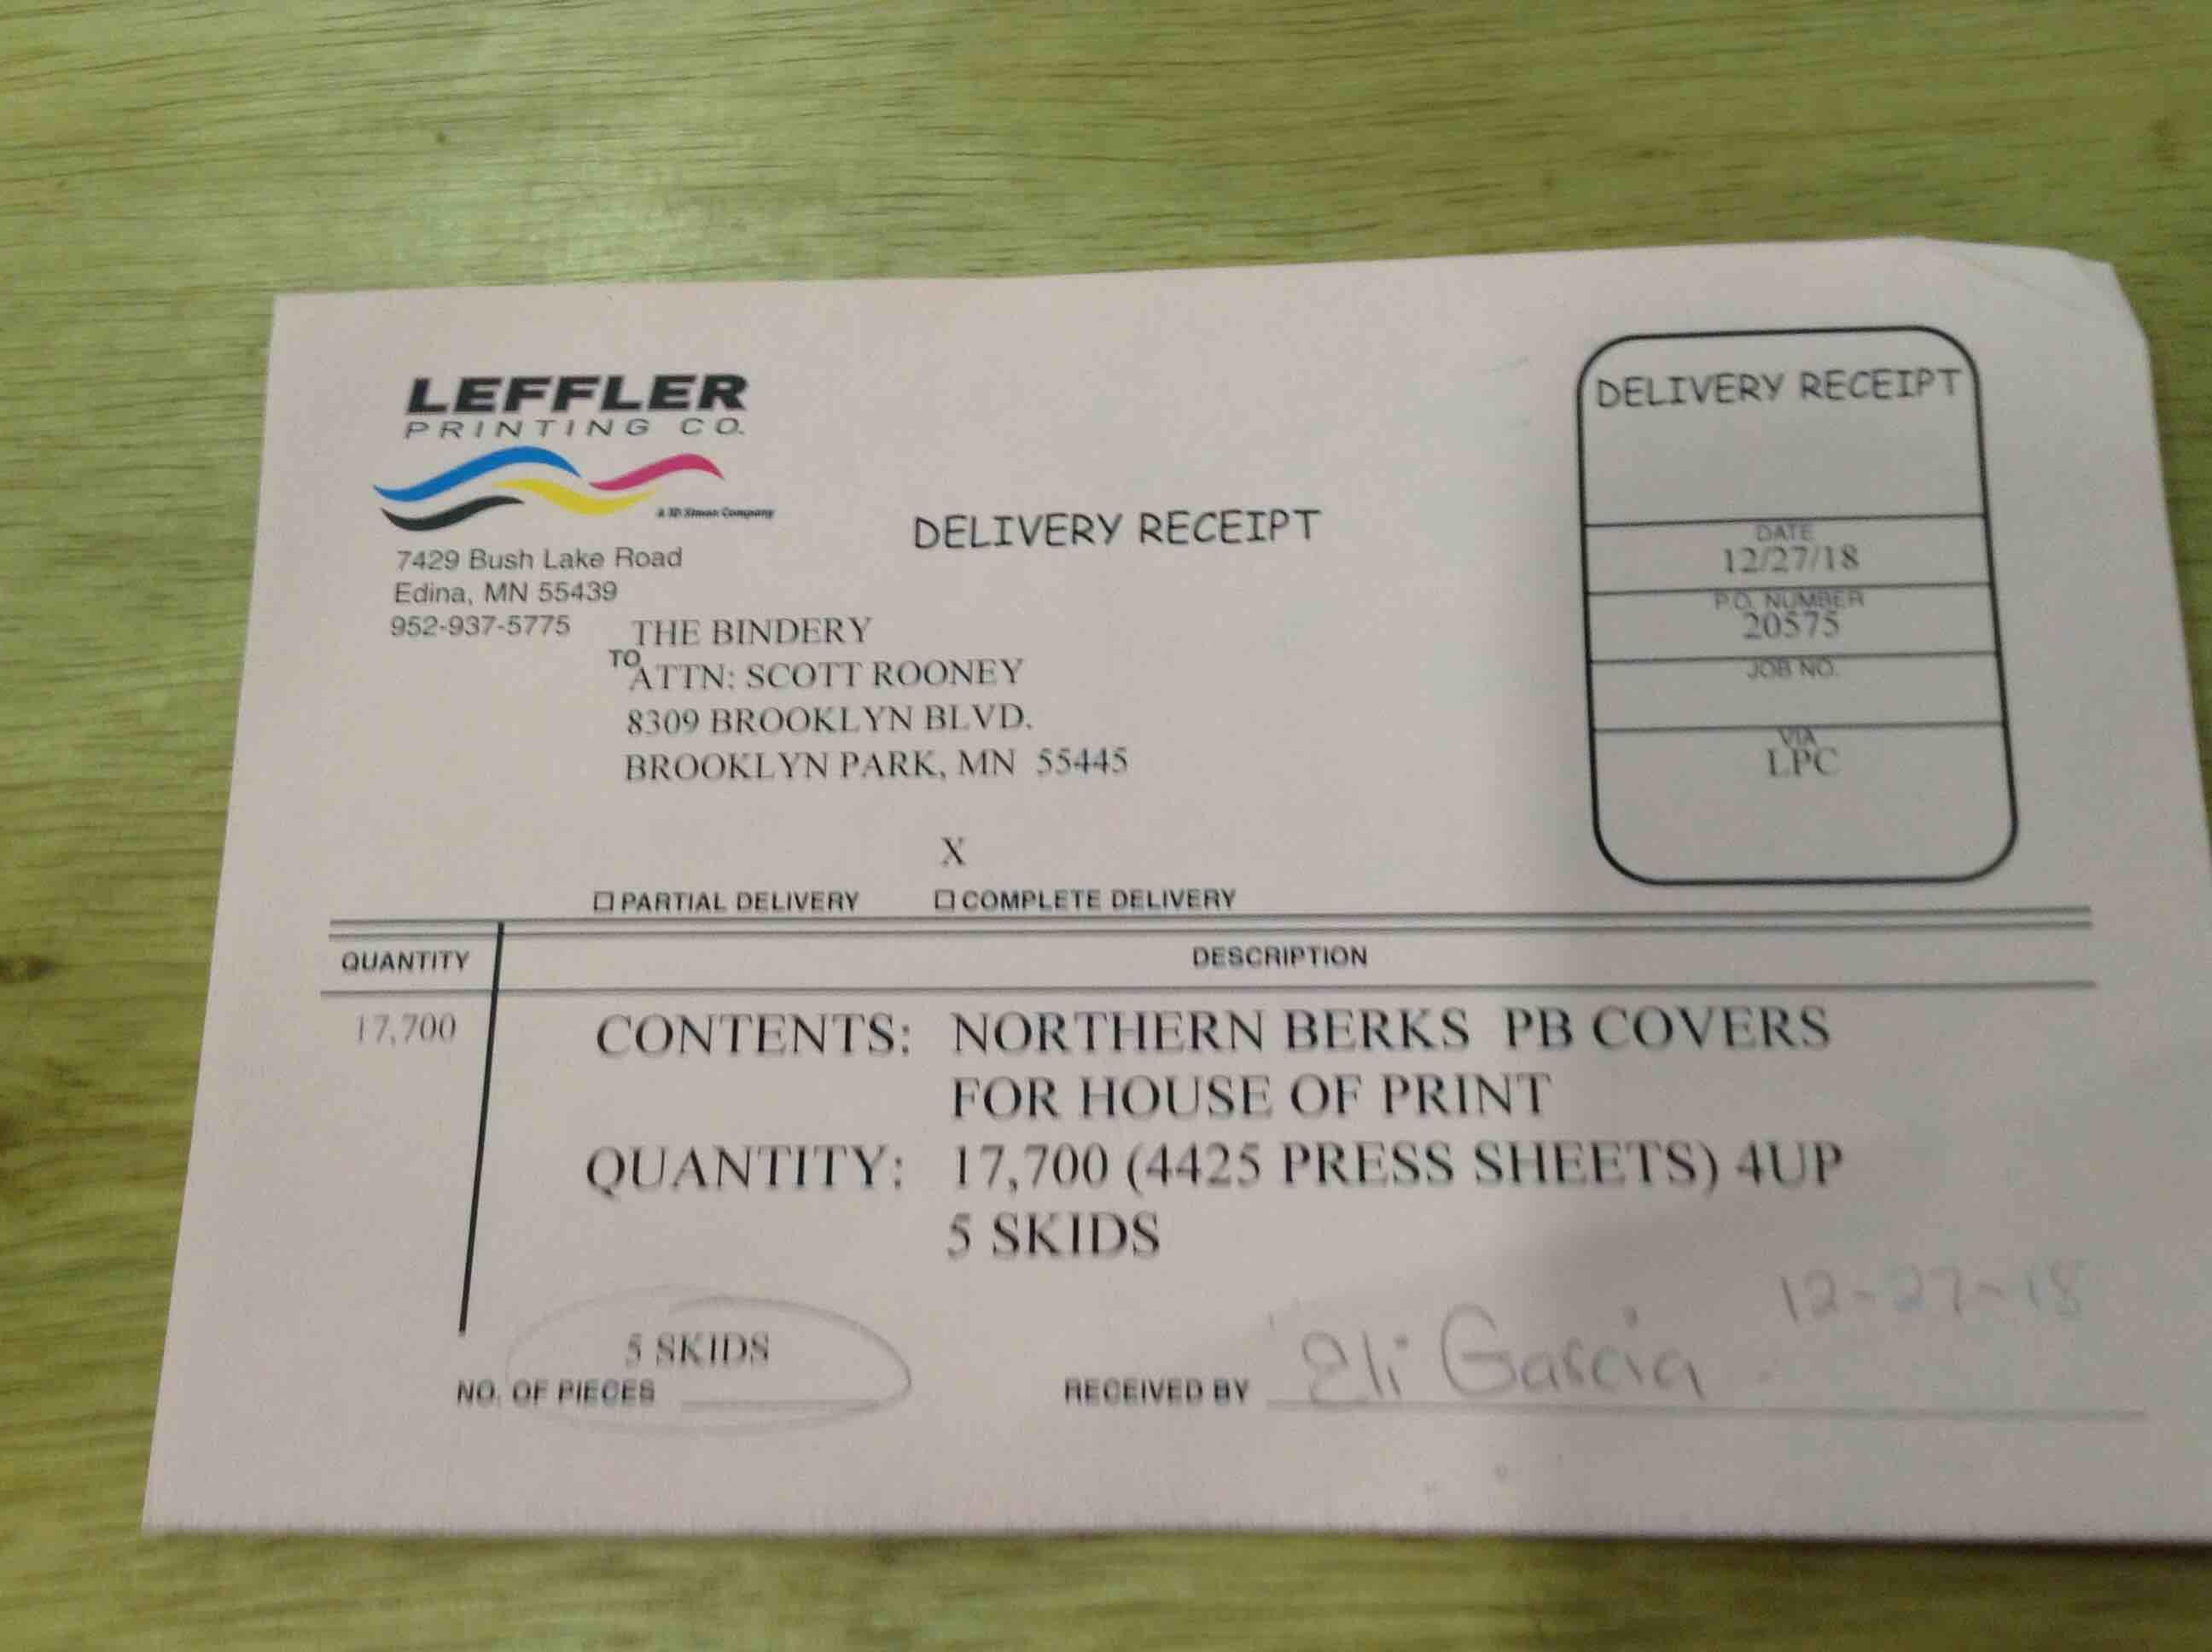 LEFFLER
PRINTING CO.
A JD Simon Company
7429 Bush Lake Road
Edina, MN 55439
952-937-5775
DELIVERY RECEIPT
TO
THE BINDERY
ATTN: SCOTT ROONEY
8309 BROOKLYN BLVD.
BROOKLYN PARK, MN 55445
DELIVERY RECEIPT
DATE
12/27/18
P.O. NUMBER
20575
JOB NO.
VIA
LPC
X
PARTIAL DELIVERY COMPLETE DELIVERY
QUANTITY DESCRIPTION
17,700 CONTENTS: NORTHERN BERKS PB COVERS
FOR HOUSE OF PRINT
QUANTITY: 17,700 (4425 PRESS SHEETS) 4UP
5 SKIDS
12-27-18
5 SKIDS
NO. OF PIECES RECEIVED BY Eli Garcia